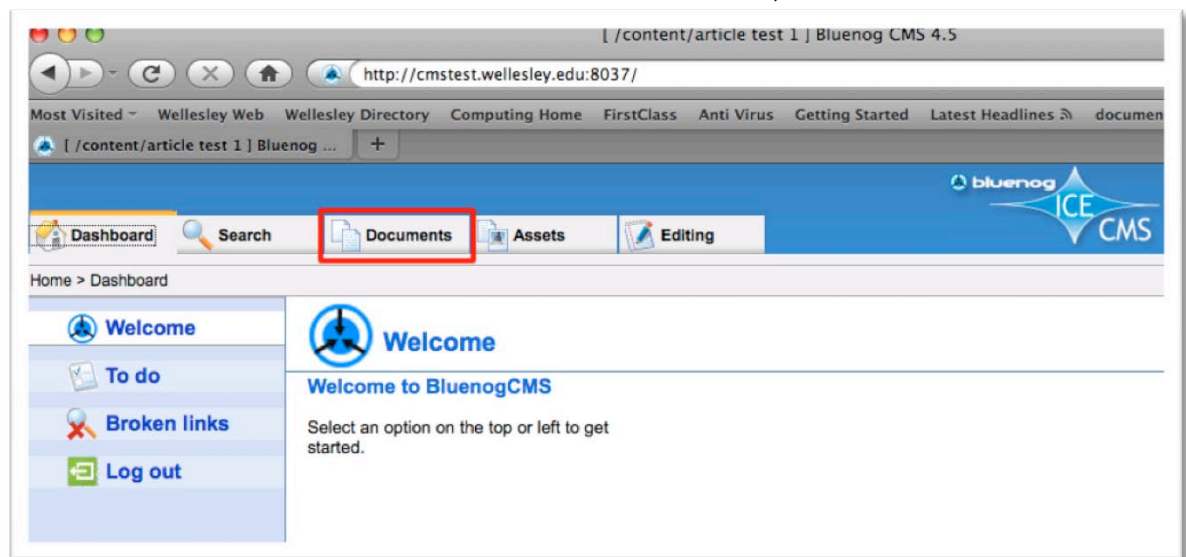 [ /content/article test 1 ] Bluenog CMS 4.5
http://cmstest.wellesley.edu:8037/
Most Visited Wellesley Web Wellesley Directory Computing Home FirstClass Anti Virus Getting Started Latest Headlines documen
[ /content/article test 1 ] Bluenog ... +
bluenog
ICE
CMS
Dashboard Search Documents Assets Editing
Home > Dashboard
Welcome
To do
Broken links
Log out
Welcome
Welcome to BluenogCMS
Select an option on the top or left to get
started.